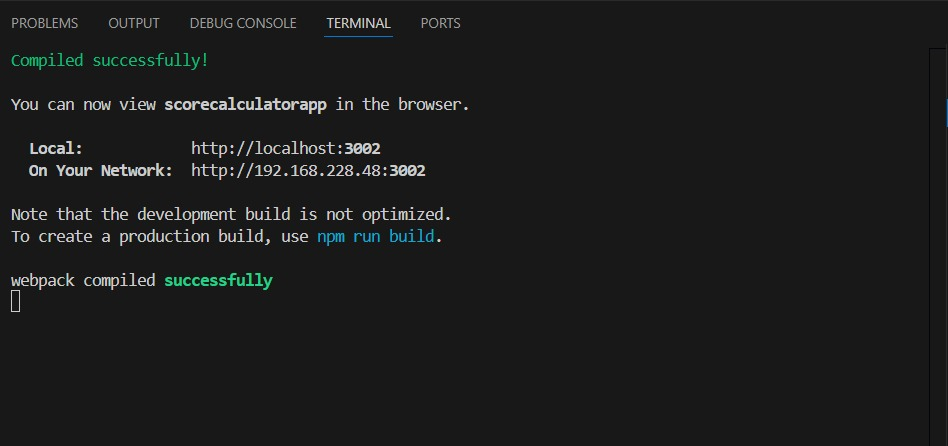 PROBLEMS OUTPUT DEBUG CONSOLE TERMINAL PORTS
Compiled successfully!
You can now view scorecalculatorapp in the browser.
Local: http://localhost:3002
On Your Network: http://192.168.228.48:3002
Note that the development build is not optimized.
To create a production build, use npm run build.
webpack compiled successfully